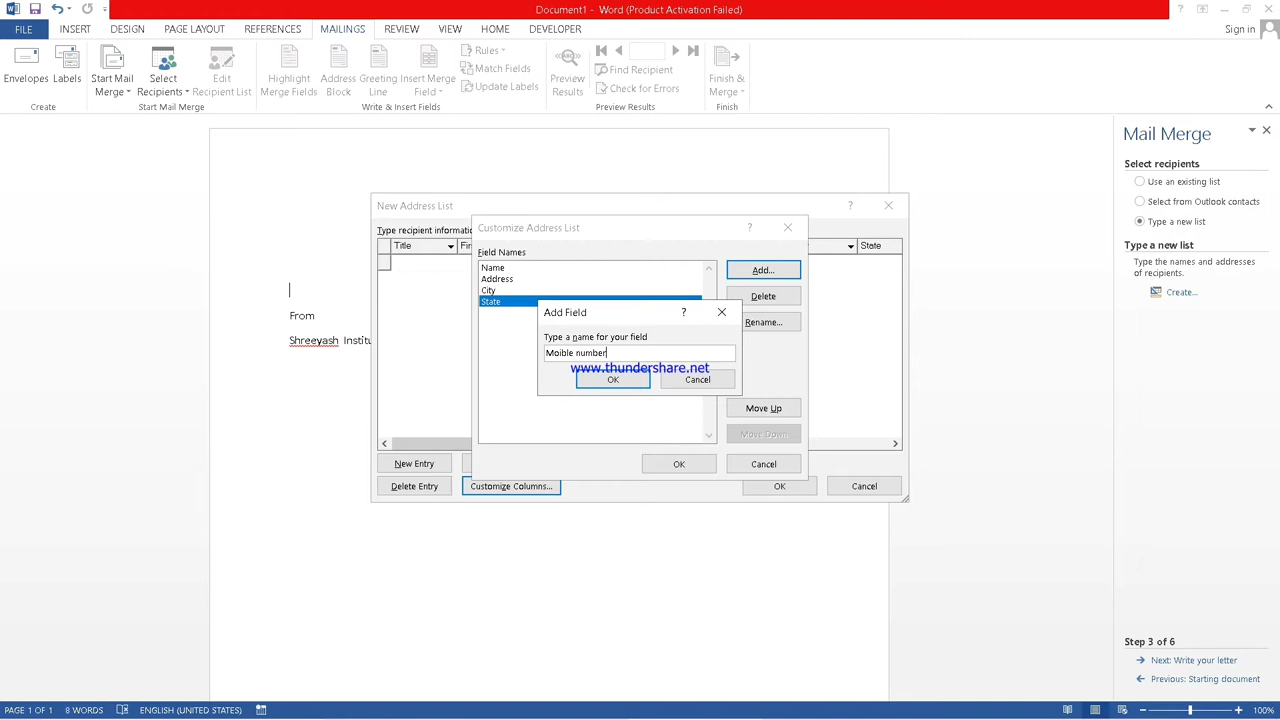 Document1 - Word (Product Activation Failed)
FILE INSERT DESIGN PAGE LAYOUT REFERENCES MAILINGS REVIEW VIEW HOME DEVELOPER Sign in
Envelopes Labels Start Mail Merge Select Recipients Edit Recipient List Highlight Merge Fields Address Block Greeting Line Insert Merge Field Rules Match Fields Update Labels Preview Results Find Recipient Check for Errors Finish & Merge
Create Start Mail Merge Write & Insert Fields Preview Results Finish
From
Shreeyash Institu
New Address List
Type recipient informatio
Title Fir State
New Entry
Delete Entry Customize Columns... OK Cancel
Customize Address List
Field Names
Name
Address
City
State
Add...
Delete
Rename...
Move Up
Move Down
OK Cancel
Add Field
Type a name for your field
Moible number
www.thundershare.net
OK Cancel
Mail Merge
Select recipients
Use an existing list
Select from Outlook contacts
Type a new list
Type a new list
Type the names and addresses
of recipients.
Create...
Step 3 of 6
Next: Write your letter
Previous: Starting document
PAGE 1 OF 1 8 WORDS ENGLISH (UNITED STATES) 100%